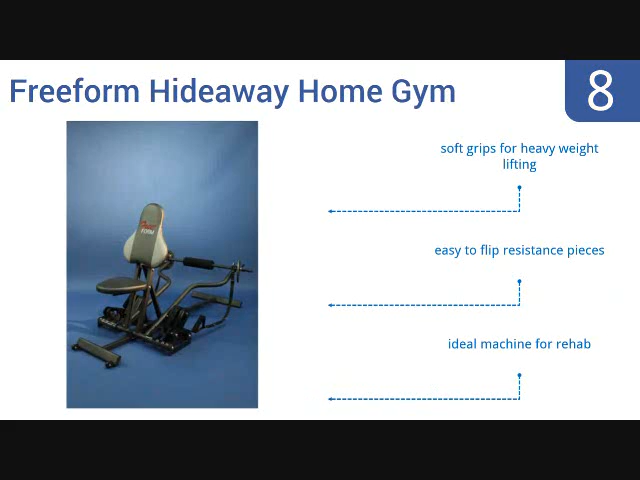 Freeform Hideaway Home Gym
8
soft grips for heavy weight
lifting
easy to flip resistance pieces
ideal machine for rehab
FORM